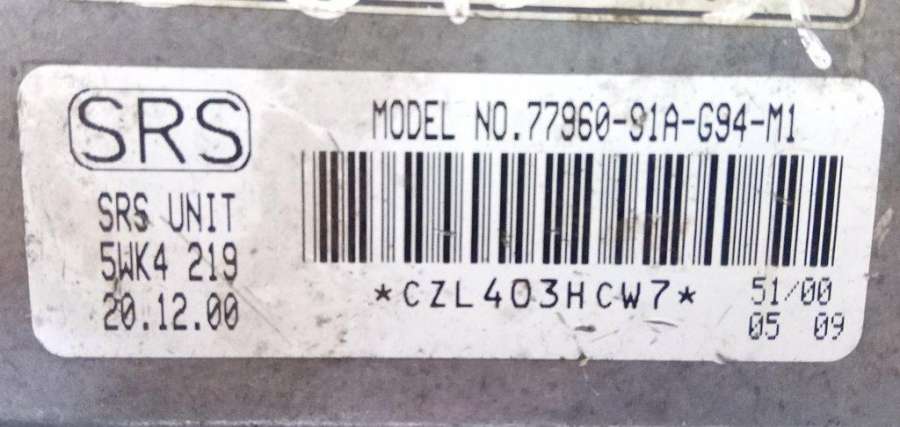 SRS
MODEL NO.77960-S1A-G94-M1
SRS UNIT
5WK4 219
20.12.00
*CZL403HCW7*
51/00
05 09